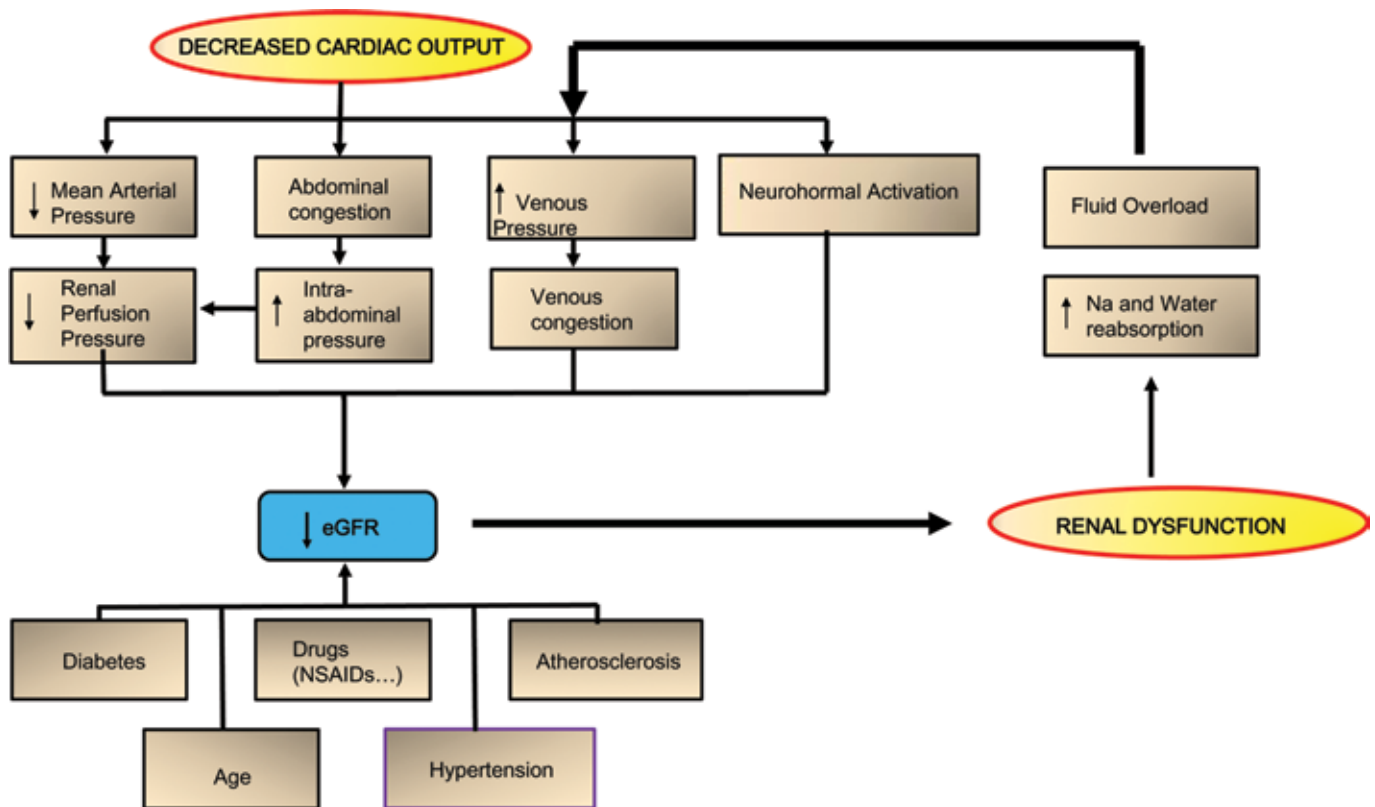 DECREASED CARDIAC OUTPUT
↓ Mean Arterial
Pressure
Abdominal
congestion
↑ Venous
Pressure
Neurohormal Activation
Fluid Overload
↓ Renal
Perfusion
Pressure
↑ Intra-
abdominal
pressure
Venous
congestion
↑ Na and Water
reabsorption
↓ eGFR
RENAL DYSFUNCTION
Diabetes
Drugs
(NSAIDs…)
Atherosclerosis
Age
Hypertension